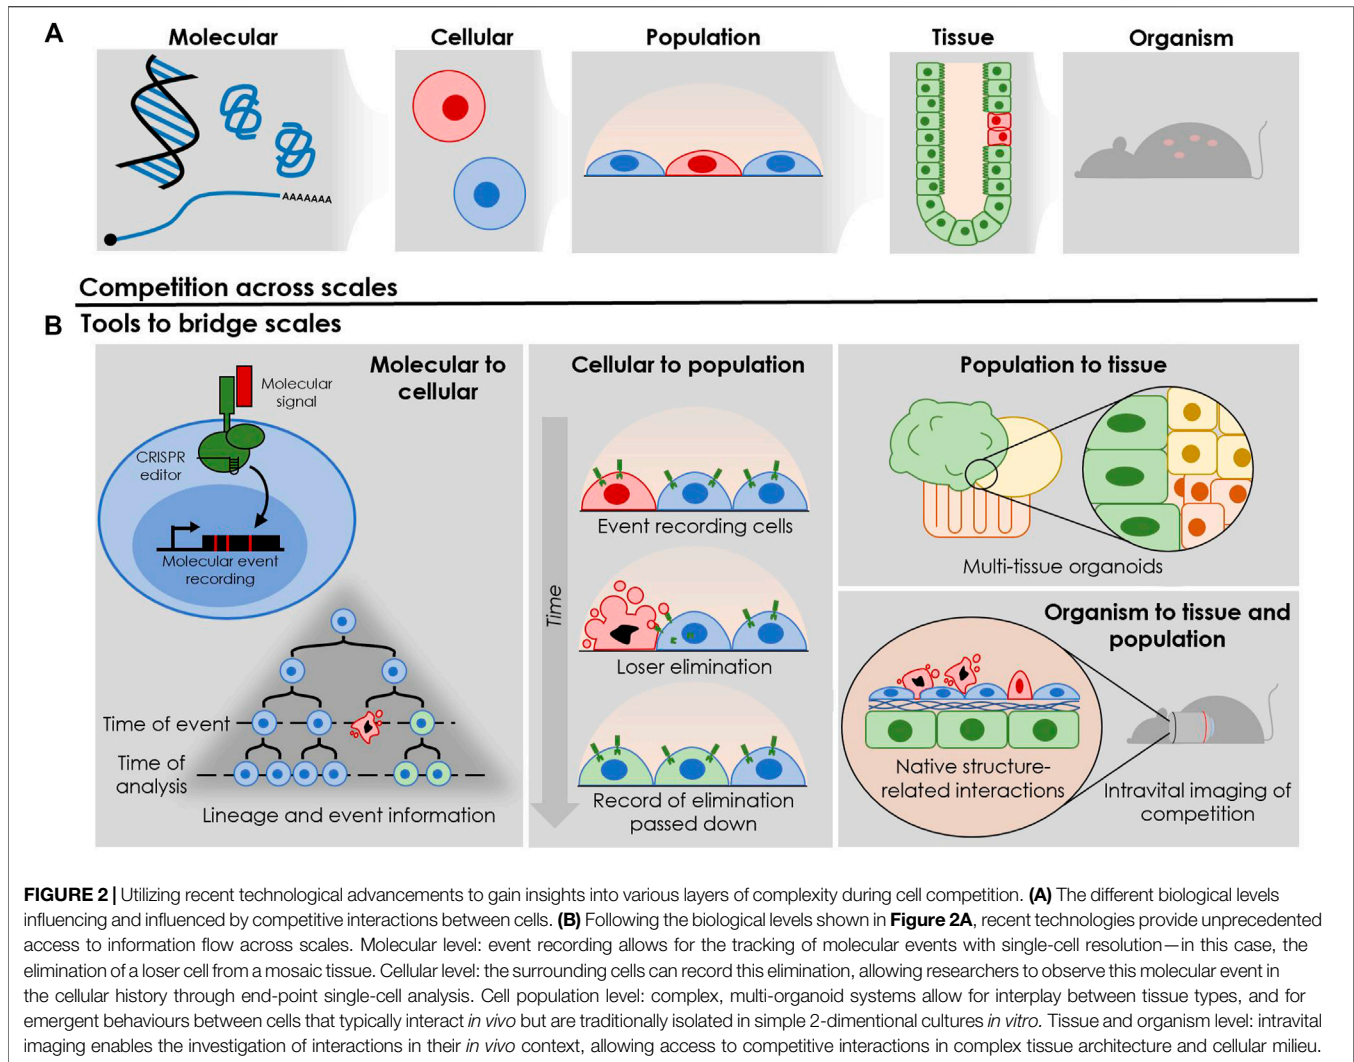 A
Molecular
Cellular
Population
Tissue
Organism
AAAAAAA
Competition across scales
B Tools to bridge scales
Molecular to
cellular
Molecular
signal
CRISPR
editor
Molecular event
recording
Time of event
Time of
analysis
Lineage and event information
Cellular to population
Time
Event recording cells
Loser elimination
Record of elimination
passed down
Population to tissue
Multi-tissue organoids
Organism to tissue and
population
Native structure-
related interactions
Intravital imaging of
competition
FIGURE 2 | Utilizing recent technological advancements to gain insights into various layers of complexity during cell competition. (A) The different biological levels
influencing and influenced by competitive interactions between cells. (B) Following the biological levels shown in Figure 2A, recent technologies provide unprecedented
access to information flow across scales. Molecular level: event recording allows for the tracking of molecular events with single-cell resolution—in this case, the
elimination of a loser cell from a mosaic tissue. Cellular level: the surrounding cells can record this elimination, allowing researchers to observe this molecular event in
the cellular history through end-point single-cell analysis. Cell population level: complex, multi-organoid systems allow for interplay between tissue types, and for
emergent behaviours between cells that typically interact in vivo but are traditionally isolated in simple 2-dimentional cultures in vitro. Tissue and organism level: intravital
imaging enables the investigation of interactions in their in vivo context, allowing access to competitive interactions in complex tissue architecture and cellular milieu.